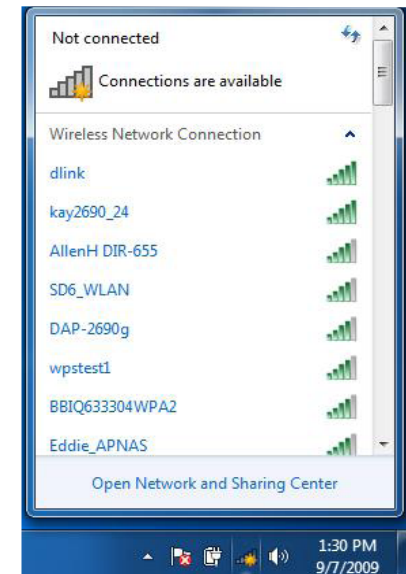 Not connected
Connections are available
Wireless Network Connection
dlink
kay2690_24
AllenH DIR-655
SD6_WLAN
DAP-2690g
wpstest1
BBIQ633304WPA2
Eddie_APNAS
Open Network and Sharing Center
1:30 PM
9/7/2009